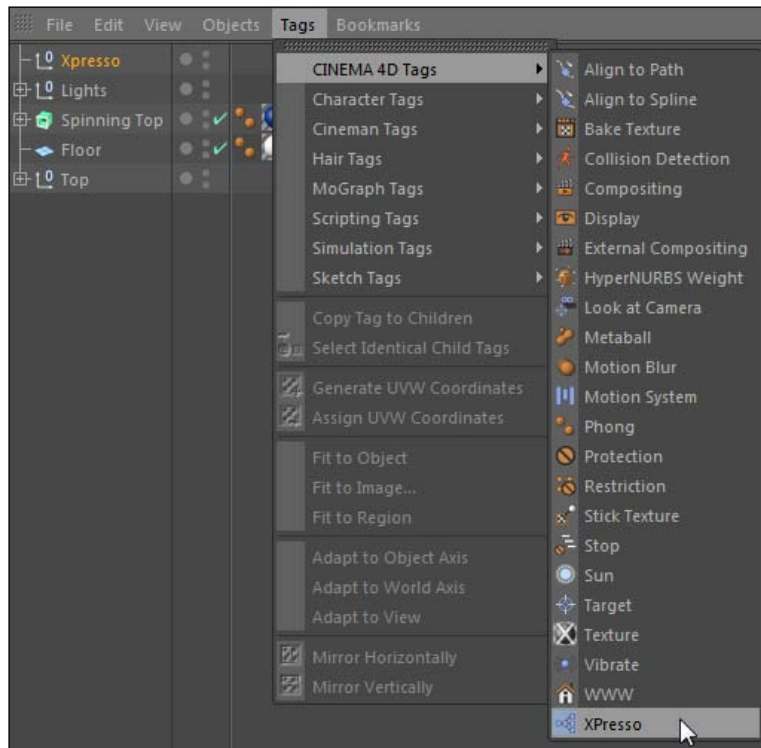 File Edit View Objects Tags Bookmarks
Xpresso
Lights
Spinning Top
Floor
Top
CINEMA 4D Tags
Character Tags
Cineman Tags
Hair Tags
MoGraph Tags
Scripting Tags
Simulation Tags
Sketch Tags
Copy Tag to Children
Select Identical Child Tags
Generate UVW Coordinates
Assign UVW Coordinates
Fit to Object
Fit to Image...
Fit to Region
Adapt to Object Axis
Adapt to World Axis
Adapt to View
Mirror Horizontally
Mirror Vertically
Align to Path
Align to Spline
Bake Texture
Collision Detection
Compositing
Display
External Compositing
HyperNURBS Weight
Look at Camera
Metaball
Motion Blur
Motion System
Phong
Protection
Restriction
Stick Texture
Stop
Sun
Target
Texture
Vibrate
WWW
XPresso